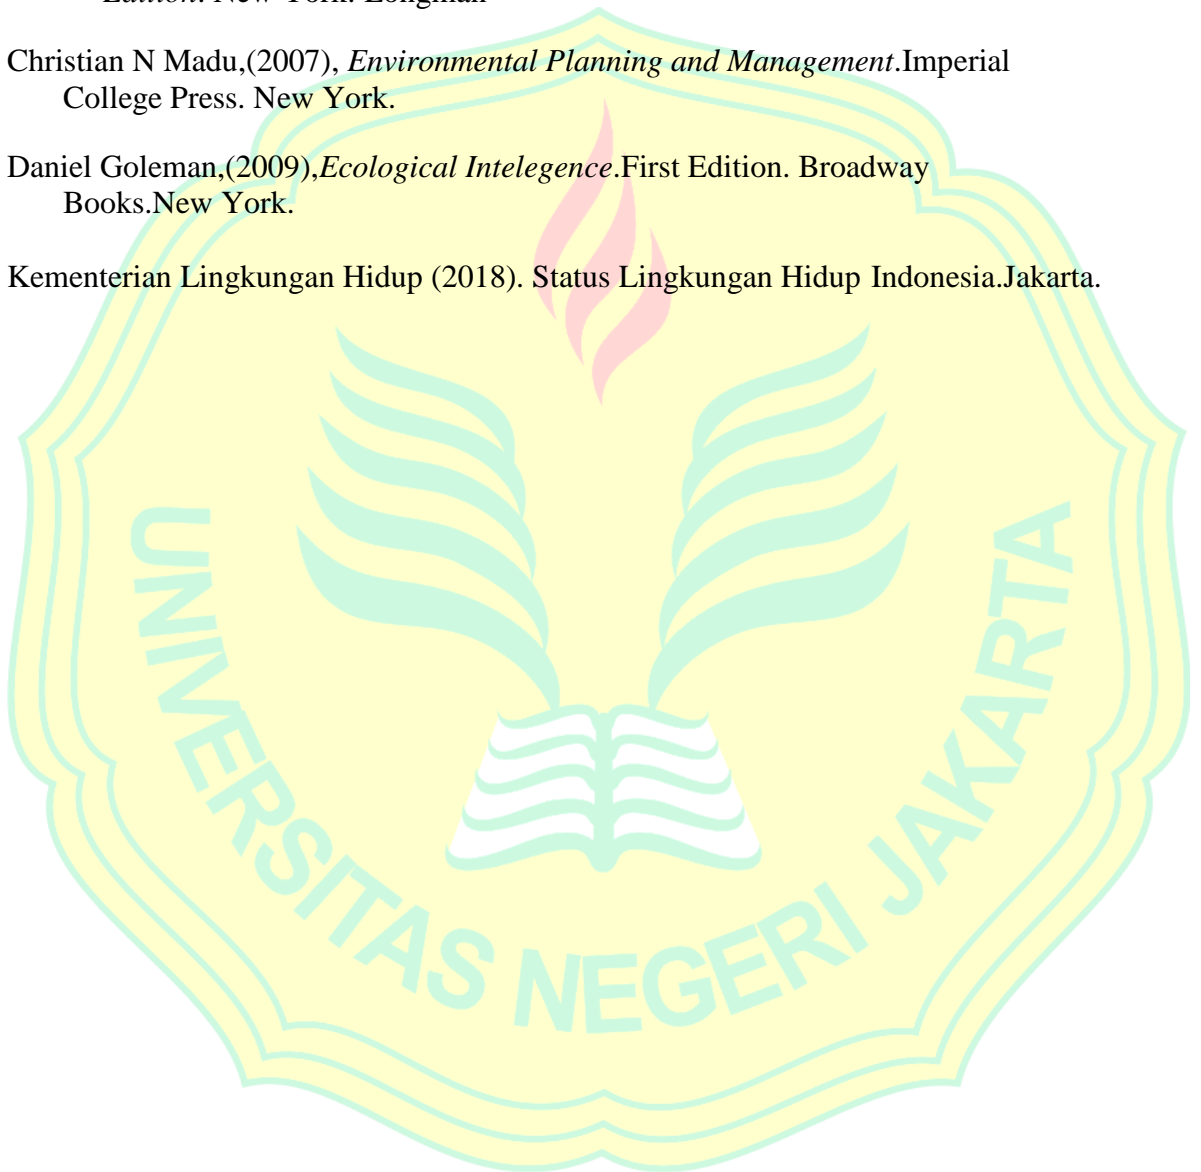 Edition. New York: Longman
Christian N Madu,(2007), Environmental Planning and Management.Imperial
College Press. New York.
Daniel Goleman,(2009),Ecological Intelegence.First Edition. Broadway
Books.New York.
Kementerian Lingkungan Hidup (2018). Status Lingkungan Hidup Indonesia.Jakarta.
UNIVERSITAS NEGERI JAKARTA